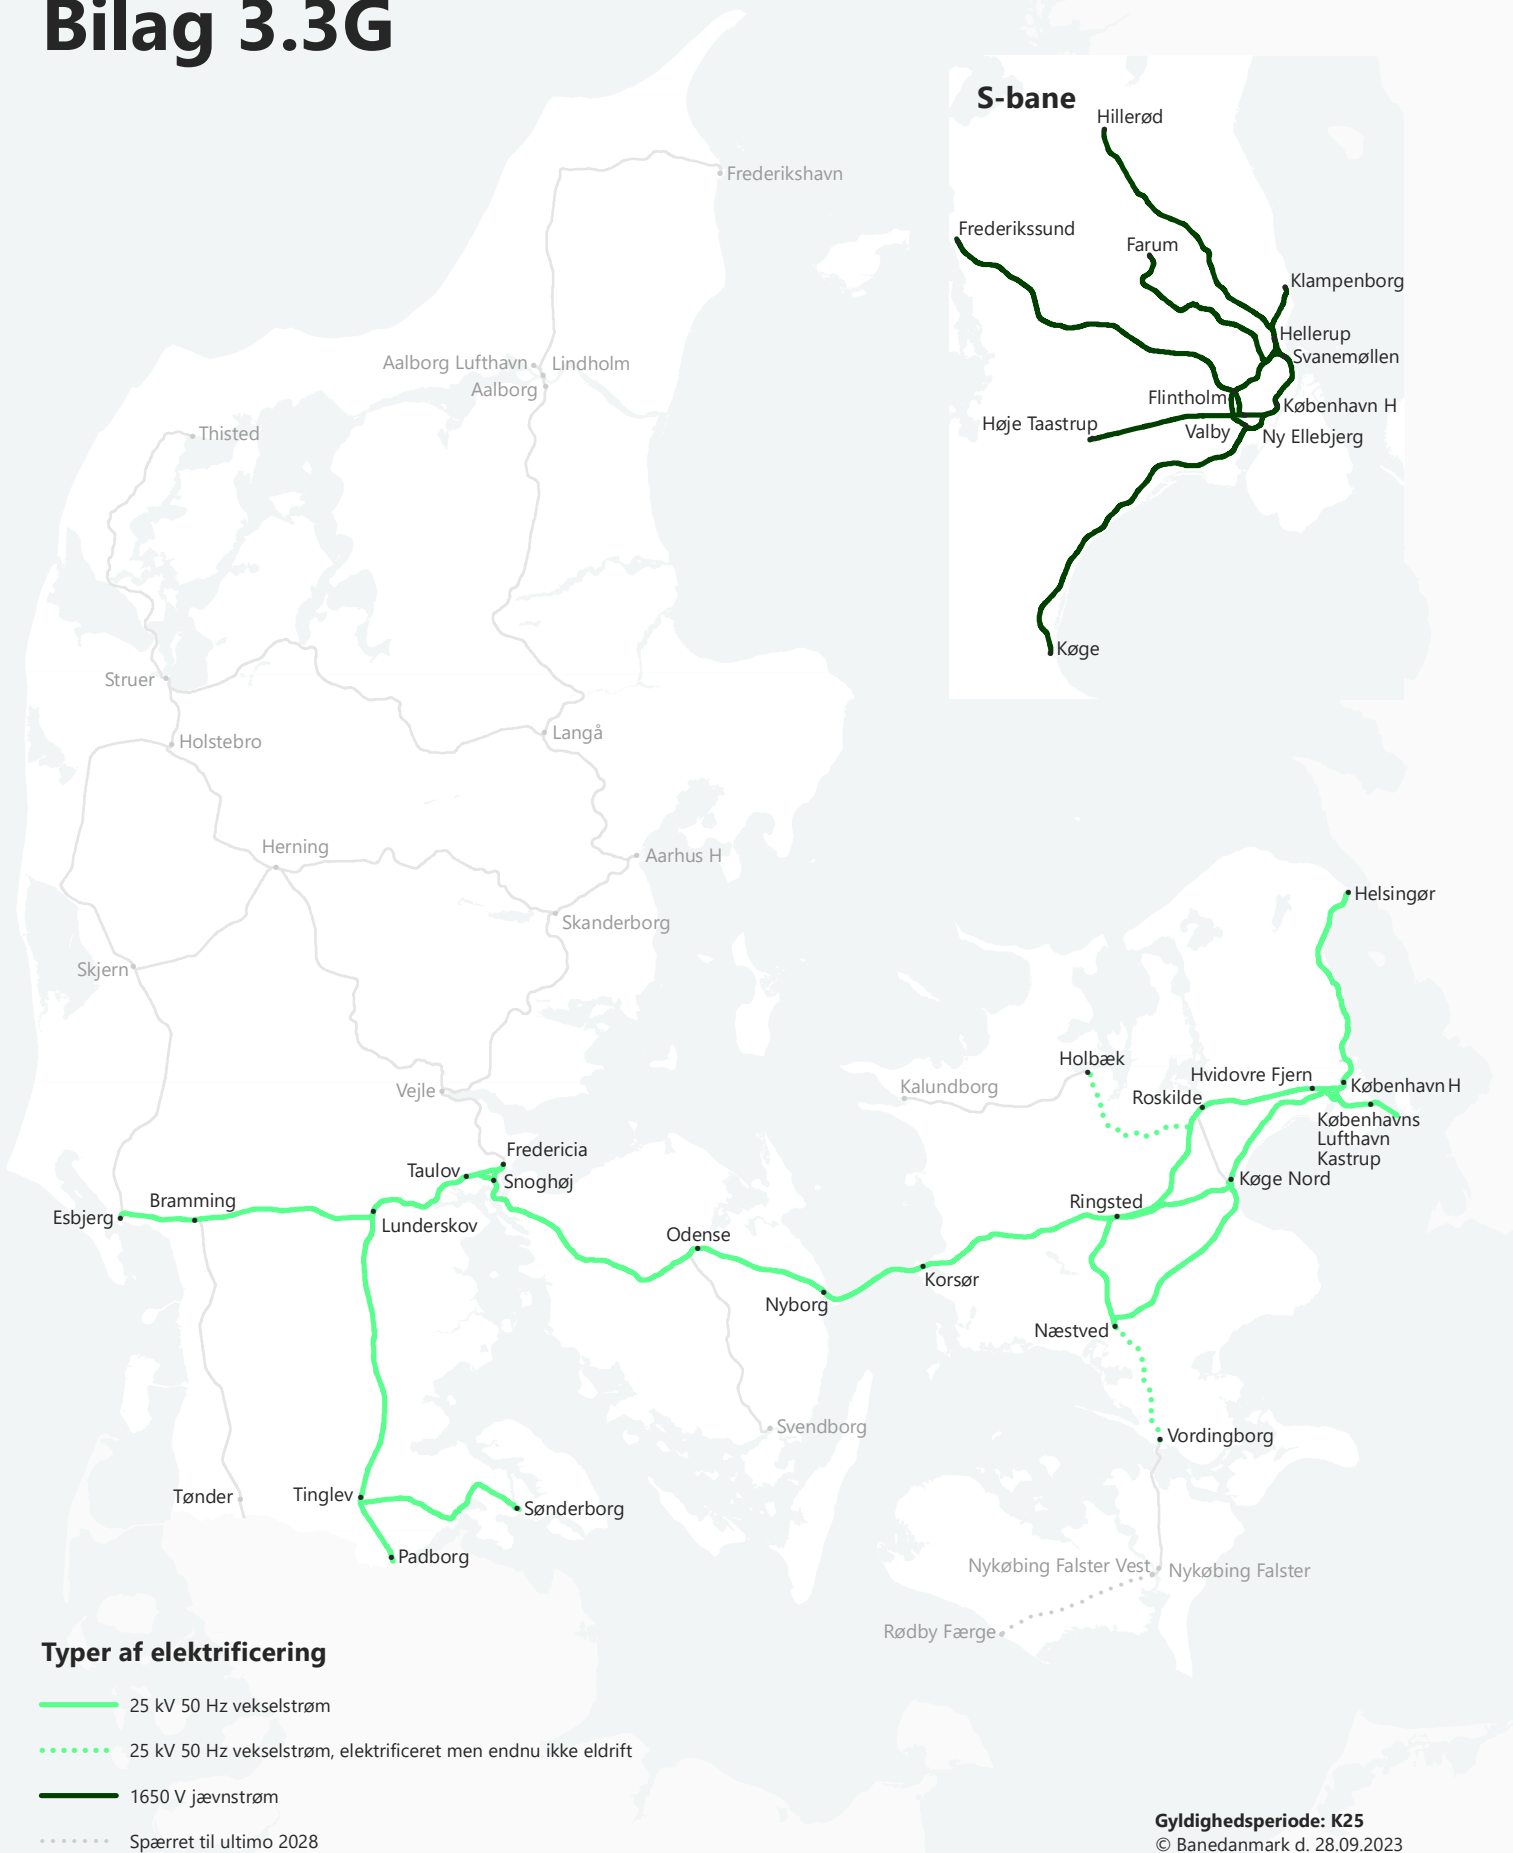 Bilag 3.3G
S-bane
Hillerød
Frederikssund
Farum
Klampenborg
Hellerup
Svanemøllen
Flintholm
København H
Høje Taastrup
Valby
Ny Ellebjerg
Køge
Frederikshavn
Aalborg Lufthavn
Lindholm
Aalborg
Thisted
Struer
Holstebro
Langå
Herning
Aarhus H
Skanderborg
Skjern
Helsingør
Holbæk
Hvidovre Fjern
København H
Kalundborg
Roskilde
Københavns
Lufthavn
Kastrup
Vejle
Fredericia
Taulov
Snoghøj
Køge Nord
Bramming
Ringsted
Esbjerg
Lunderskov
Odense
Korsør
Nyborg
Næstved
Svendborg
Vordingborg
Tønder
Tinglev
Sønderborg
Padborg
Nykøbing Falster Vest
Nykøbing Falster
Rødby Færge
Typer af elektrificering
25 kV 50 Hz vekselstrøm
25 kV 50 Hz vekselstrøm, elektrificeret men endnu ikke eldrift
1650 V jævnstrøm
Spærret til ultimo 2028
Gyldighedsperiode: K25
© Banedanmark d. 28.09.2023